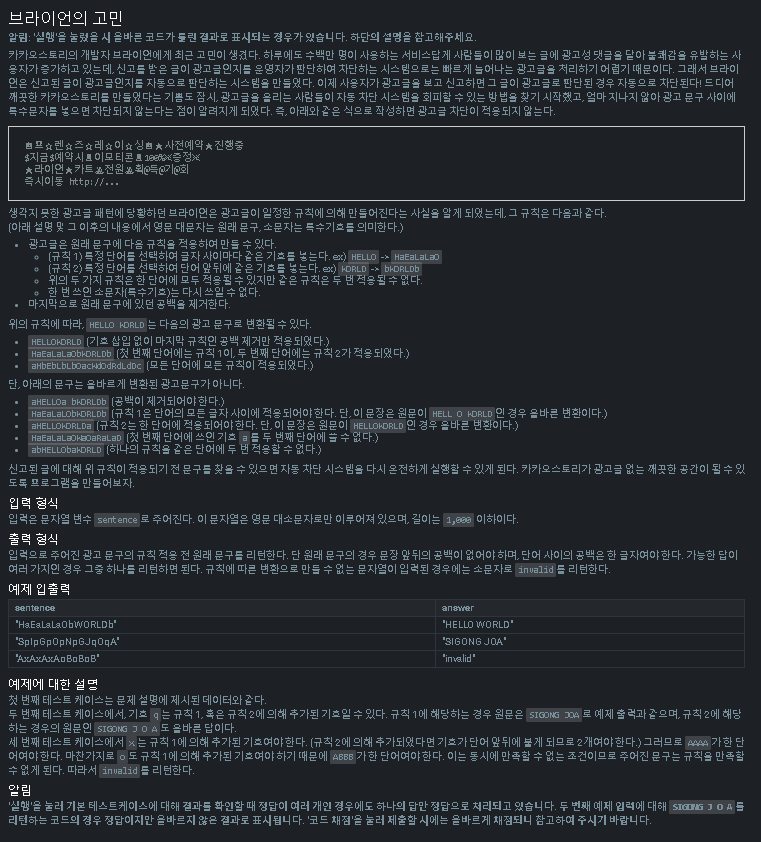 브라이언의 고민
알림: '실행'을 눌렀을 시 올바른 코드가 틀린 결과로 표시되는 경우가 있습니다. 하단의 설명을 참고해주세요.
카카오스토리의 개발자 브라이언에게 최근 고민이 생겼다. 하루에도 수백만 명이 사용하는 서비스답게 사람들이 많이 보는 글에 광고성 댓글을 달아 불쾌감을 유발하는 사
용자가 증가하고 있는데, 신고를 받은 글이 광고글인지를 운영자가 판단하여 차단하는 시스템으로는 빠르게 늘어나는 광고글을 처리하기 어렵기 때문이다. 그래서 브라이
언은 신고된 글이 광고글인지를 자동으로 판단하는 시스템을 만들었다. 이제 사용자가 광고글을 보고 신고하면 그 글이 광고글로 판단된 경우 자동으로 차단된다! 드디어
깨끗한 카카오스토리를 만들었다는 기쁨도 잠시, 광고글을 올리는 사람들이 자동 차단 시스템을 회피할 수 있는 방법을 찾기 시작했고, 얼마 지나지 않아 광고 문구 사이에
특수문자를 넣으면 차단되지 않는다는 점이 알려지게 되었다. 즉, 아래와 같은 식으로 작성하면 광고글 차단이 적용되지 않는다.
프☆렌☆즈☆레☆이☆싱 ★사전예약★진행중
$지금$예약시 이모티콘 100%※증정※
★라이언★카트 전원 획@득@기@회
즉시이동 http://...
생각지 못한 광고글 패턴에 당황하던 브라이언은 광고글이 일정한 규칙에 의해 만들어진다는 사실을 알게 되었는데, 그 규칙은 다음과 같다.
(아래 설명 및 그 이후의 내용에서 영문 대문자는 원래 문구, 소문자는 특수기호를 의미한다.)
• 광고글은 원래 문구에 다음 규칙을 적용하여 만들 수 있다.
◦ (규칙 1) 특정 단어를 선택하여 글자 사이마다 같은 기호를 넣는다. ex) HELLO -> HaEaLaLaO
◦ (규칙 2) 특정 단어를 선택하여 단어 앞뒤에 같은 기호를 넣는다. ex) WORLD -> bWORLDb
◦ 위의 두 가지 규칙은 한 단어에 모두 적용될 수 있지만 같은 규칙은 두 번 적용될 수 없다.
◦ 한 번 쓰인 소문자(특수기호)는 다시 쓰일 수 없다.
• 마지막으로 원래 문구에 있던 공백을 제거한다.
위의 규칙에 따라, HELLO WORLD 는 다음의 광고 문구로 변환될 수 있다.
• HELLOWORLD (기호 삽입 없이 마지막 규칙인 공백 제거만 적용되었다.)
• HaEaLaLaObWORLDb (첫 번째 단어에는 규칙 1이, 두 번째 단어에는 규칙 2가 적용되었다.)
• aHbEbLbLbOacWdOdRdLdDc (모든 단어에 모든 규칙이 적용되었다.)
단, 아래의 문구는 올바르게 변환된 광고문구가 아니다.
• aHELLOa bWORLDb (공백이 제거되어야 한다.)
• HaEaLaLObWORLDb (규칙 1은 단어의 모든 글자 사이에 적용되어야 한다. 단, 이 문장은 원문이 HELL O WORLD 인 경우 올바른 변환이다.)
• aHELLOWORLDa (규칙 2는 한 단어에 적용되어야 한다. 단, 이 문장은 원문이 HELLOWORLD 인 경우 올바른 변환이다.)
• HaEaLaLaOWaOaRaLaD (첫 번째 단어에 쓰인 기호 a 를 두 번째 단어에 쓸 수 없다.)
• abHELLObaWORLD (하나의 규칙을 같은 단어에 두 번 적용할 수 없다.)
신고된 글에 대해 위 규칙이 적용되기 전 문구를 찾을 수 있으면 자동 차단 시스템을 다시 온전하게 실행할 수 있게 된다. 카카오스토리가 광고글 없는 깨끗한 공간이 될 수 있
도록 프로그램을 만들어보자.
입력 형식
입력은 문자열 변수 sentence 로 주어진다. 이 문자열은 영문 대소문자로만 이루어져 있으며, 길이는 1,000 이하이다.
출력 형식
입력으로 주어진 광고 문구의 규칙 적용 전 원래 문구를 리턴한다. 단 원래 문구의 경우 문장 앞뒤의 공백이 없어야 하며, 단어 사이의 공백은 한 글자여야 한다. 가능한 답이
여러 가지인 경우 그중 하나를 리턴하면 된다. 규칙에 따른 변환으로 만들 수 없는 문자열이 입력된 경우에는 소문자로 invalid 를 리턴한다.
예제 입출력
sentence answer
"HaEaLaLaObWORLDb" "HELLO WORLD"
"SpIpGpOpNpGJqOqA" "SIGONG JOA"
"AxAxAxAoBoBoB" "invalid"
예제에 대한 설명
첫 번째 테스트 케이스는 문제 설명에 제시된 데이터와 같다.
두 번째 테스트 케이스에서, 기호 q 는 규칙 1, 혹은 규칙 2에 의해 추가된 기호일 수 있다. 규칙 1에 해당하는 경우 원문은 SIGONG JOA 로 예제 출력과 같으며, 규칙 2에 해당
하는 경우의 원문인 SIGONG J O A 도 올바른 답이다.
세 번째 테스트 케이스에서 x 는 규칙 1에 의해 추가된 기호여야 한다. (규칙 2에 의해 추가되었다면 기호가 단어 앞뒤에 붙게 되므로 2개여야 한다.) 그러므로 AAAA 가 한 단
어여야 한다. 마찬가지로 o 도 규칙 1에 의해 추가된 기호여야 하기 때문에 ABBB 가 한 단어여야 한다. 이는 동시에 만족할 수 없는 조건이므로 주어진 문구는 규칙을 만족할
수 없게 된다. 따라서 invalid 를 리턴한다.
알림
'실행'을 눌러 기본 테스트케이스에 대해 결과를 확인할 때 정답이 여러 개인 경우에도 하나의 답만 정답으로 처리되고 있습니다. 두 번째 예제 입력에 대해 SIGONG J O A 를
리턴하는 코드의 경우 정답이지만 올바르지 않은 결과로 표시됩니다. '코드 채점'을 눌러 제출할 시에는 올바르게 채점되니 참고하여 주시기 바랍니다.